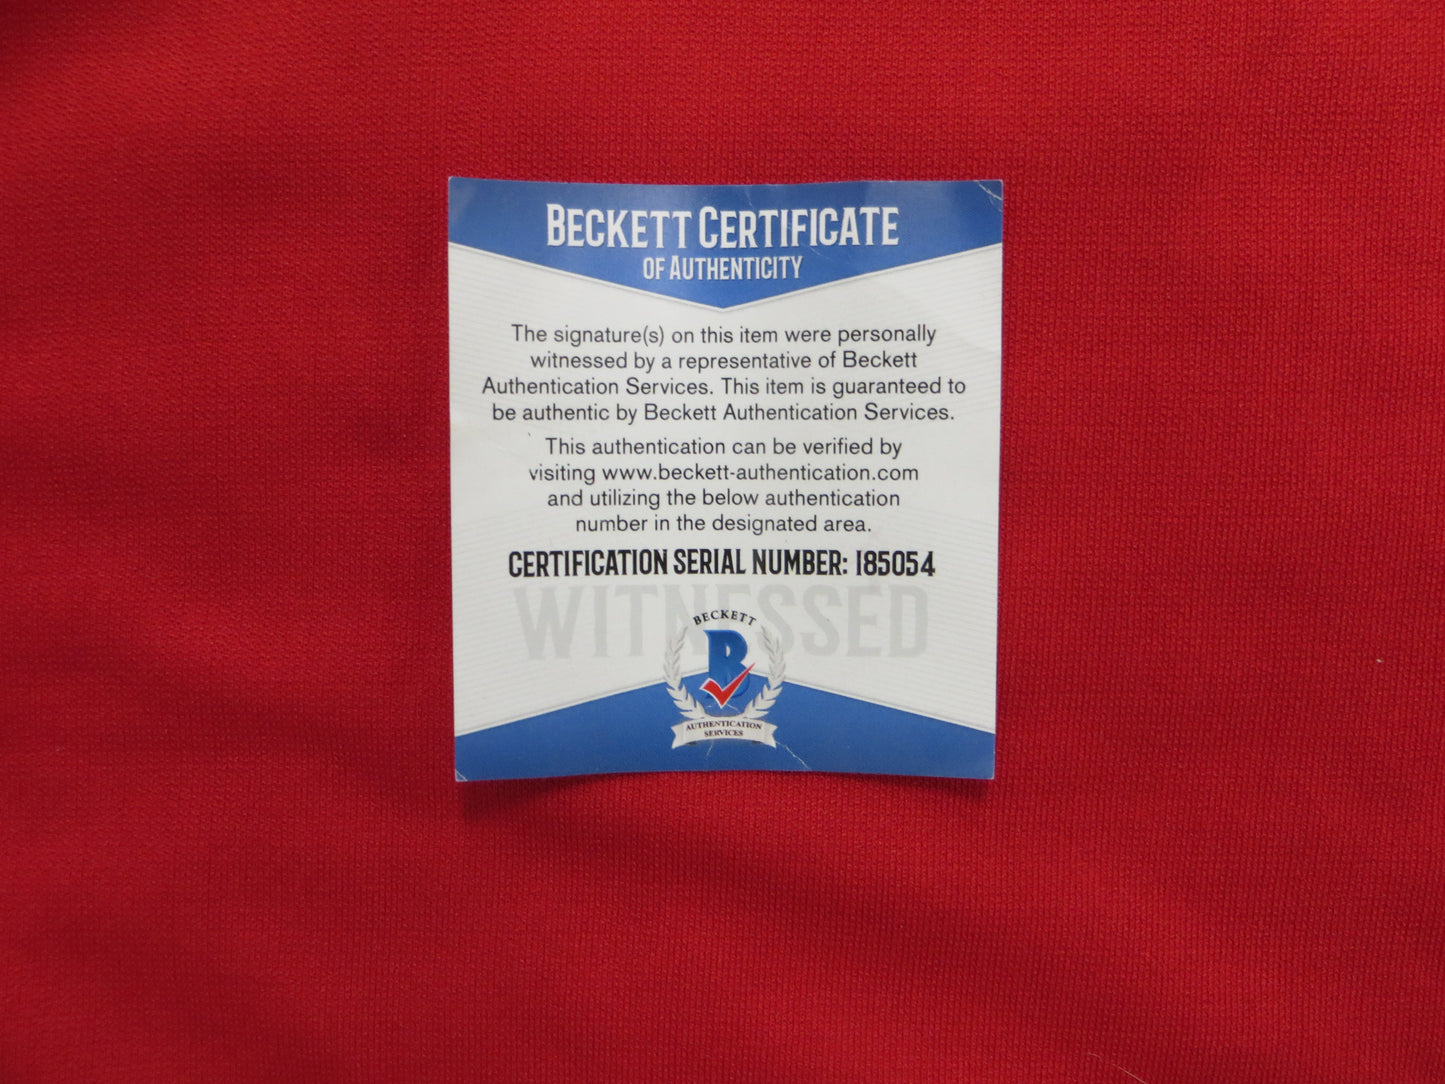 BECKETT CERTIFICATE
OF AUTHENTICITY
The signature(s) on this item were personally
witnessed by a representative of Beckett
Authentication Services. This item is guaranteed to
be authentic by Beckett Authentication Services.
This authentication can be verified by
visiting www.beckett-authentication.com
and utilizing the below authentication
number in the designated area.
CERTIFICATION SERIAL NUMBER: I85054
WITNESSED
BECKETT
B
AUTHENTICATION
SERVICES